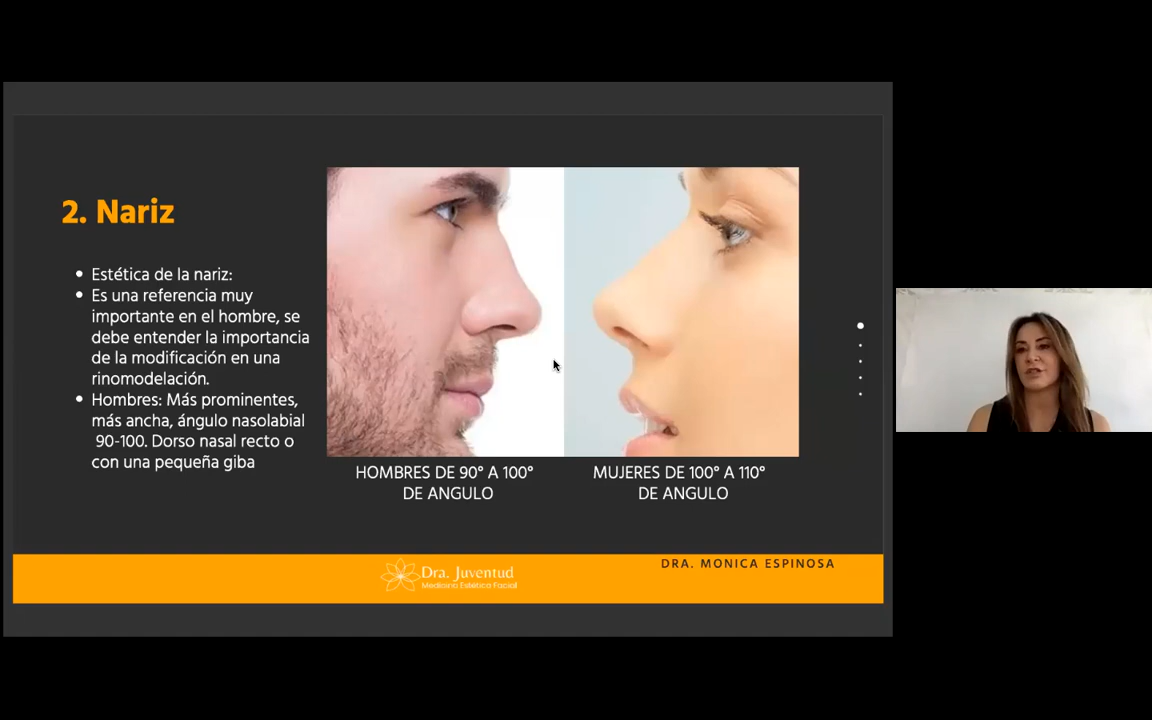 2. Nariz
• Estética de la nariz:
• Es una referencia muy
importante en el hombre, se
debe entender la importancia
de la modificación en una
rinomodelación.
• Hombres: Más prominentes,
más ancha, ángulo nasolabial
90-100. Dorso nasal recto o
con una pequeña giba
HOMBRES DE 90° A 100°
DE ANGULO
MUJERES DE 100° A 110°
DE ANGULO
Dra. Juventud
Medicina Estética Facial
DRA. MONICA ESPINOSA